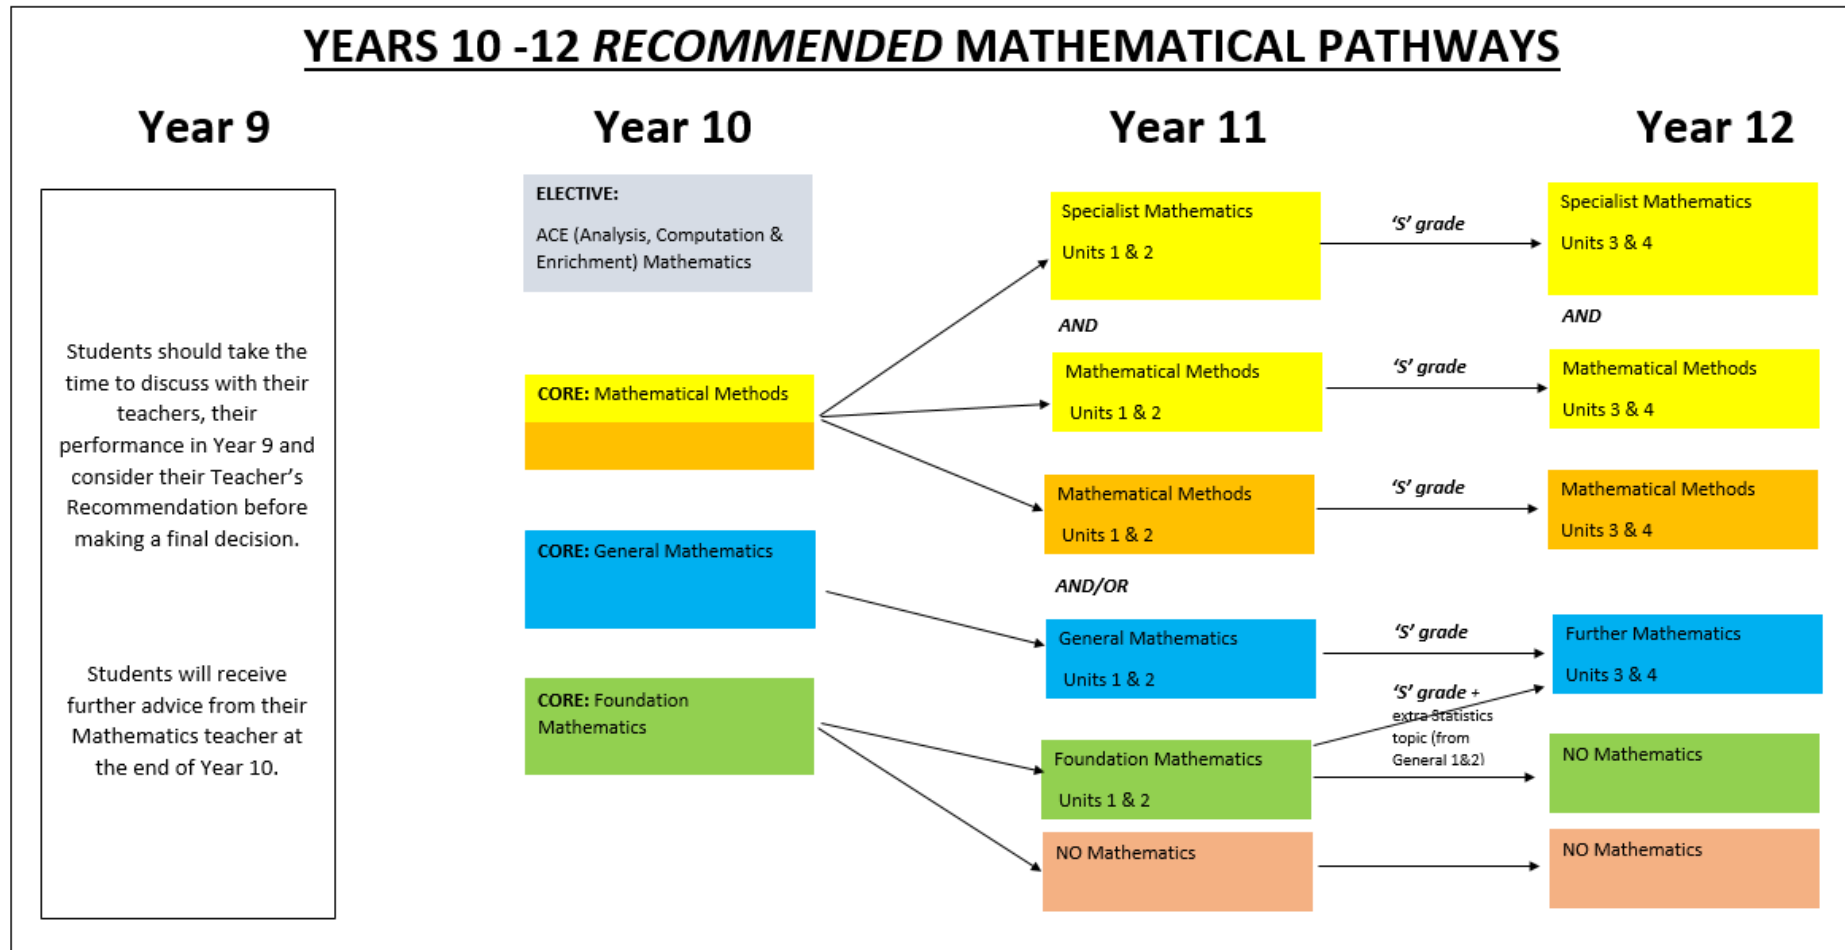 YEARS 10 -12 RECOMMENDED MATHEMATICAL PATHWAYS
Year 9
Year 10
Year 11
Year 12
Students should take the
time to discuss with their
teachers, their
performance in Year 9 and
consider their Teacher's
Recommendation before
making a final decision.
Students will receive
further advice from their
Mathematics teacher at
the end of Year 10.
ELECTIVE:
ACE (Analysis, Computation &
Enrichment) Mathematics
CORE: Mathematical Methods
CORE: General Mathematics
CORE: Foundation
Mathematics
Specialist Mathematics
Units 1 & 2
AND
Mathematical Methods
Units 1 & 2
Mathematical Methods
Units 1 & 2
AND/OR
General Mathematics
Units 1 & 2
Foundation Mathematics
Units 1 & 2
NO Mathematics
'S' grade
'S' grade
'S' grade
'S' grade
'S' grade +
extra Statistics
topic (from
General 1&2)
Specialist Mathematics
Units 3 & 4
AND
Mathematical Methods
Units 3 & 4
Mathematical Methods
Units 3 & 4
Further Mathematics
Units 3 & 4
NO Mathematics
NO Mathematics